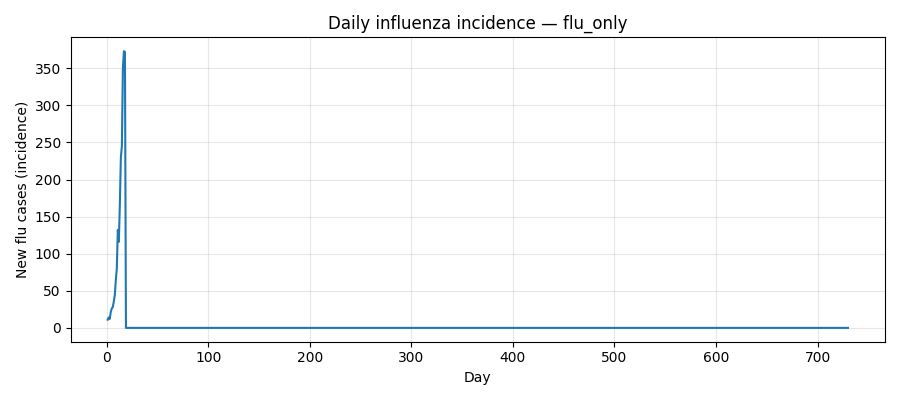 Daily influenza incidence — flu_only
New flu cases (incidence)
350
300
250
200
150
100
50
0
0 100 200 300 400 500 600 700
Day